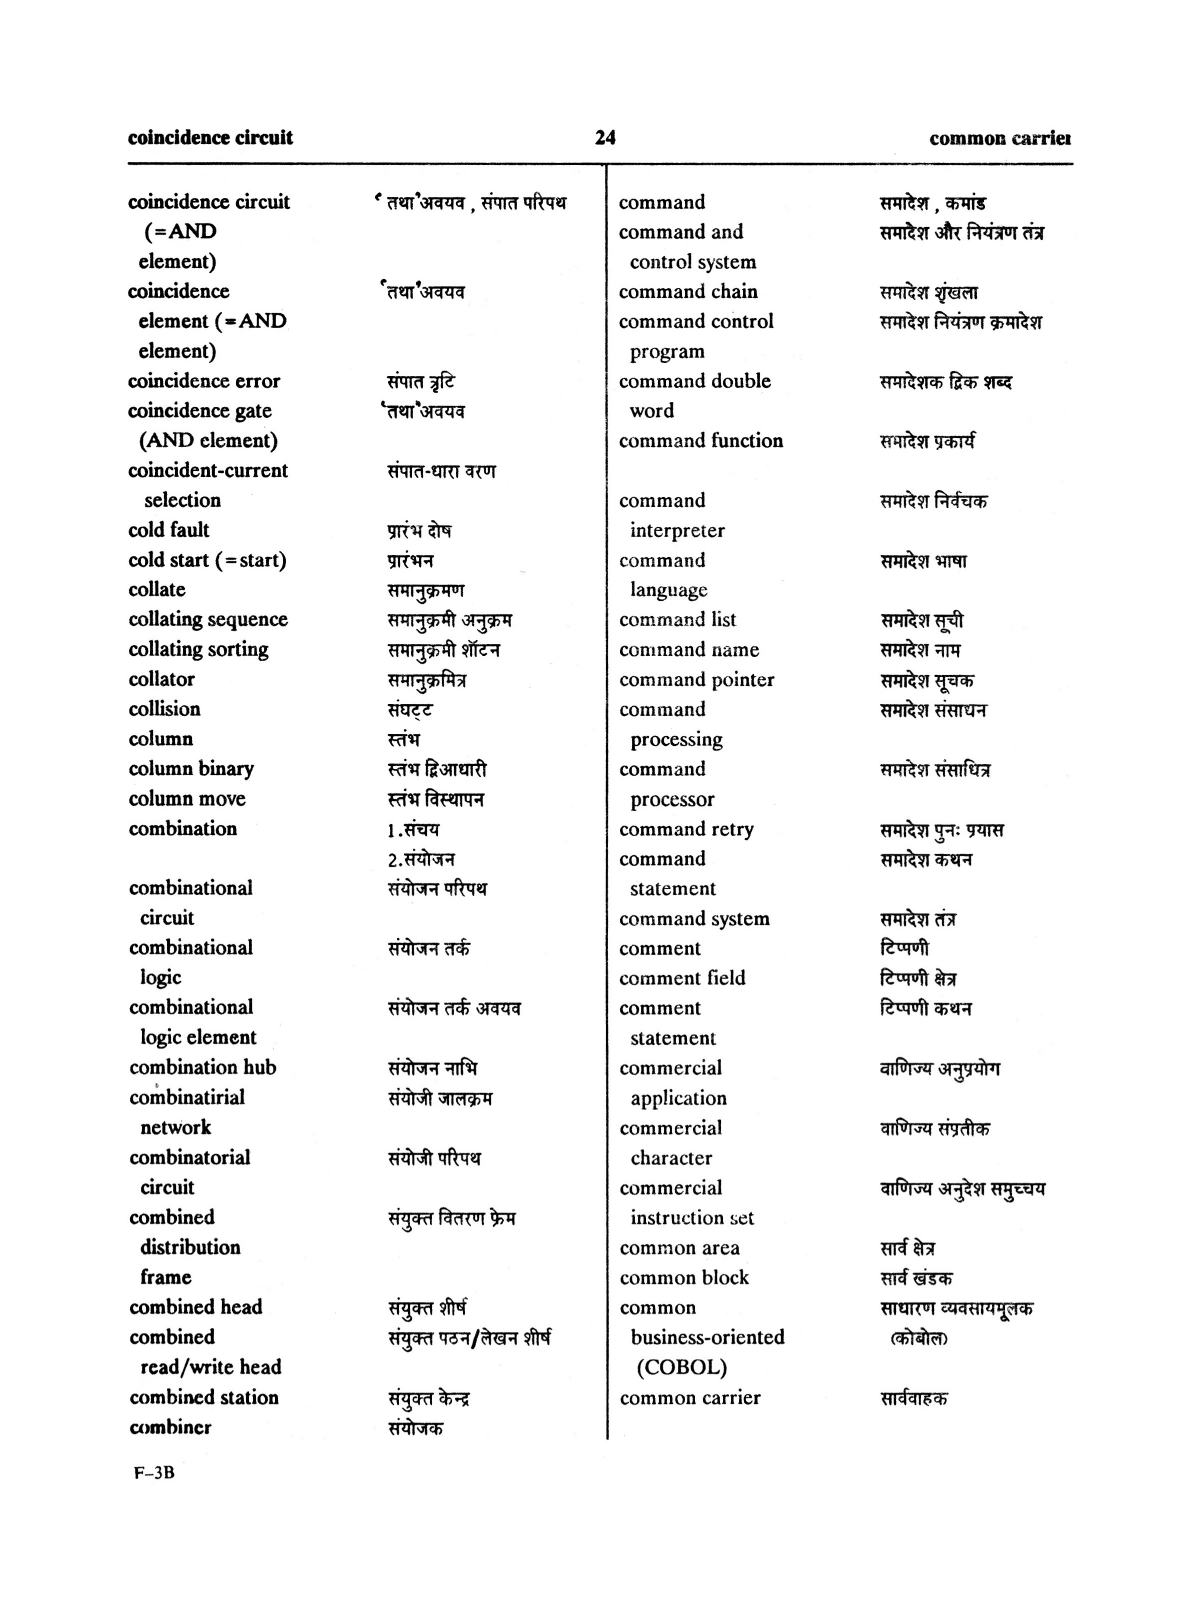 coincidence circuit 24 common carrier
coincidence circuit ‘तथा’ अवयव , संपात परिपथ
(=AND
element)
coincidence ‘तथा’ अवयव
element (=AND
element)
coincidence error संपात त्रृटि
coincidence gate ‘तथा’ अवयव
(AND element)
coincident-current संपात-धारा वरण
selection
cold fault प्रारंभ दोष
cold start (=start) प्रारंभन
collate समानुक्रमण
collating sequence समानुक्रमी अनुक्रम
collating sorting समानुक्रमी शॉटन
collator समानुक्रमित्र
collision संघट्ट
column स्तंभ
column binary स्तंभ द्विआधारी
column move स्तंभ विस्थापन
combination 1.संचय
2.संयोजन
combinational संयोजन परिपथ
circuit
combinational संयोजन तर्क
logic
combinational संयोजन तर्क अवयव
logic element
combination hub संयोजन नाभि
combinatirial संयोजी जालक्रम
network
combinatorial संयोजी परिपथ
circuit
combined संयुक्त वितरण फ्रेम
distribution
frame
combined head संयुक्त शीर्ष
combined संयुक्त पठन/लेखन शीर्ष
read/write head
combined station संयुक्त केन्द्र
combiner संयोजक
command समादेश , कमांड
command and समादेश और नियंत्रण तंत्र
control system
command chain समादेश शृंखला
command control समादेश नियंत्रण क्रमादेश
program
command double समादेशक द्विक शब्द
word
command function समादेश प्रकार्य
command समादेश निर्वचक
interpreter
command समादेश भाषा
language
command list समादेश सूची
command name समादेश नाम
command pointer समादेश सूचक
command समादेश संसाधन
processing
command समादेश संसाधित्र
processor
command retry समादेश पुनः प्रयास
command समादेश कथन
statement
command system समादेश तंत्र
comment टिप्पणी
comment field टिप्पणी क्षेत्र
comment टिप्पणी कथन
statement
commercial वाणिज्य अनुप्रयोग
application
commercial वाणिज्य संप्रतीक
character
commercial वाणिज्य अनुदेश समुच्चय
instruction set
common area सार्व क्षेत्र
common block सार्व खंडक
common साधारण व्यवसायमूलक
business-oriented (कोबोल)
(COBOL)
common carrier सार्ववाहक
F–3B